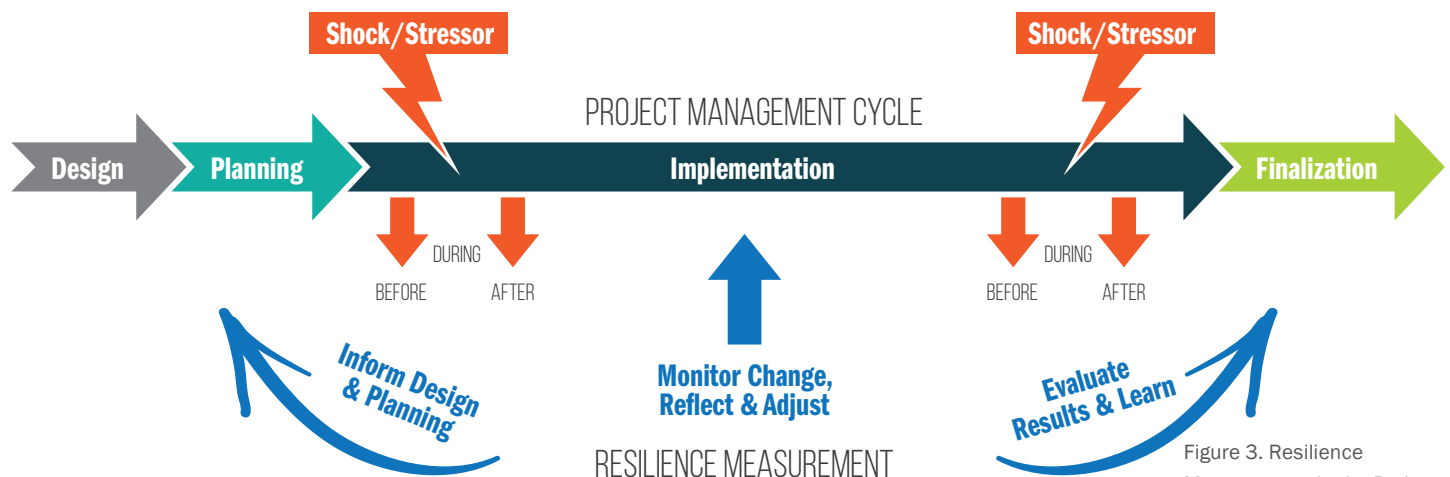 Shock/Stressor
Shock/Stressor
PROJECT MANAGEMENT CYCLE
Design
Planning
Implementation
Finalization
DURING
BEFORE
AFTER
DURING
BEFORE
AFTER
Inform Design
& Planning
Monitor Change,
Reflect & Adjust
Evaluate
Results & Learn
RESILIENCE MEASUREMENT
Figure 3. Resilience